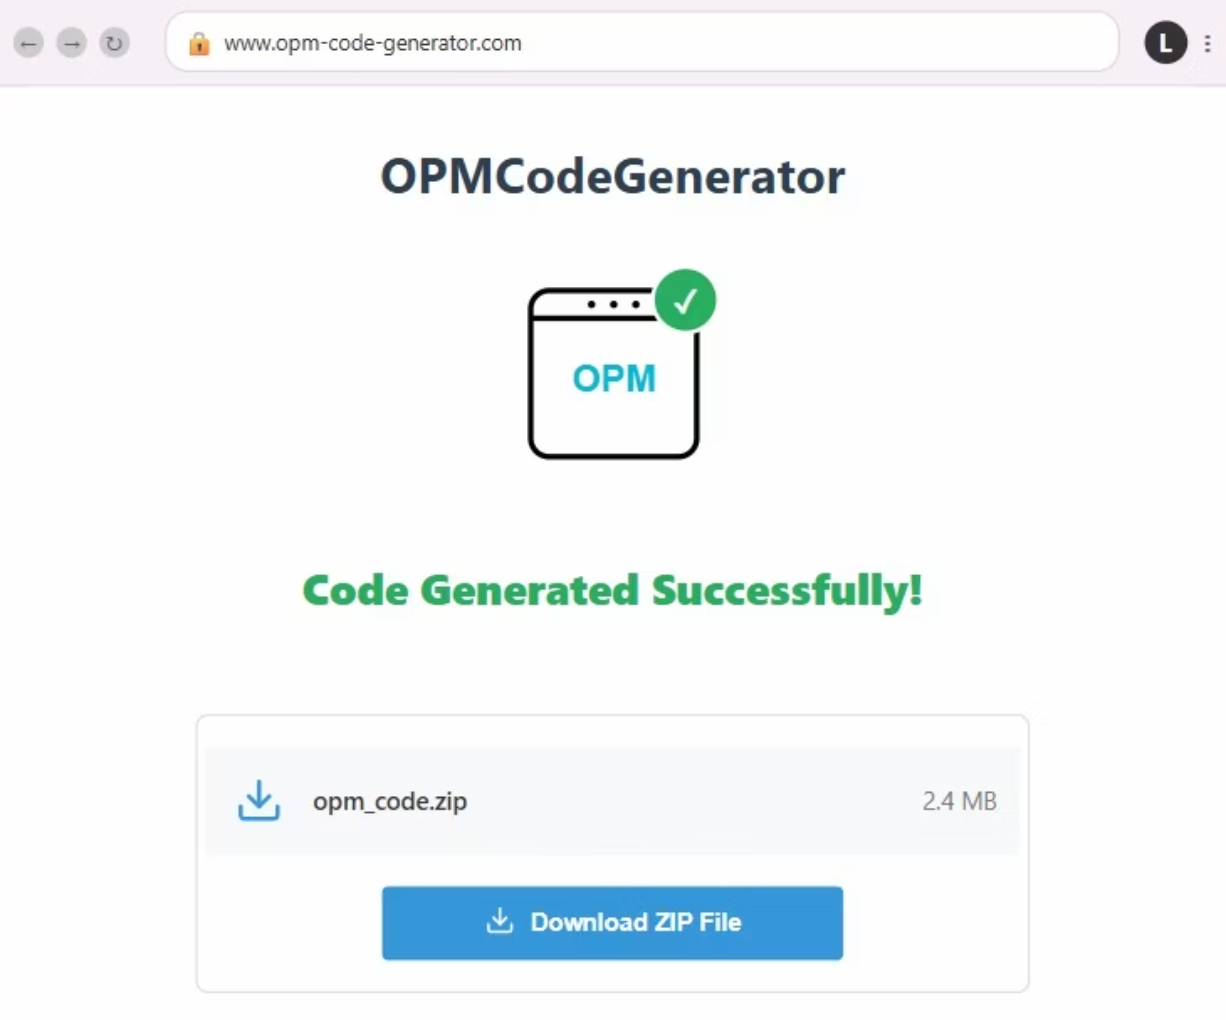 www.opm-code-generator.com
L
OPMCodeGenerator
OPM
Code Generated Successfully!
opm_code.zip 2.4 MB
Download ZIP File